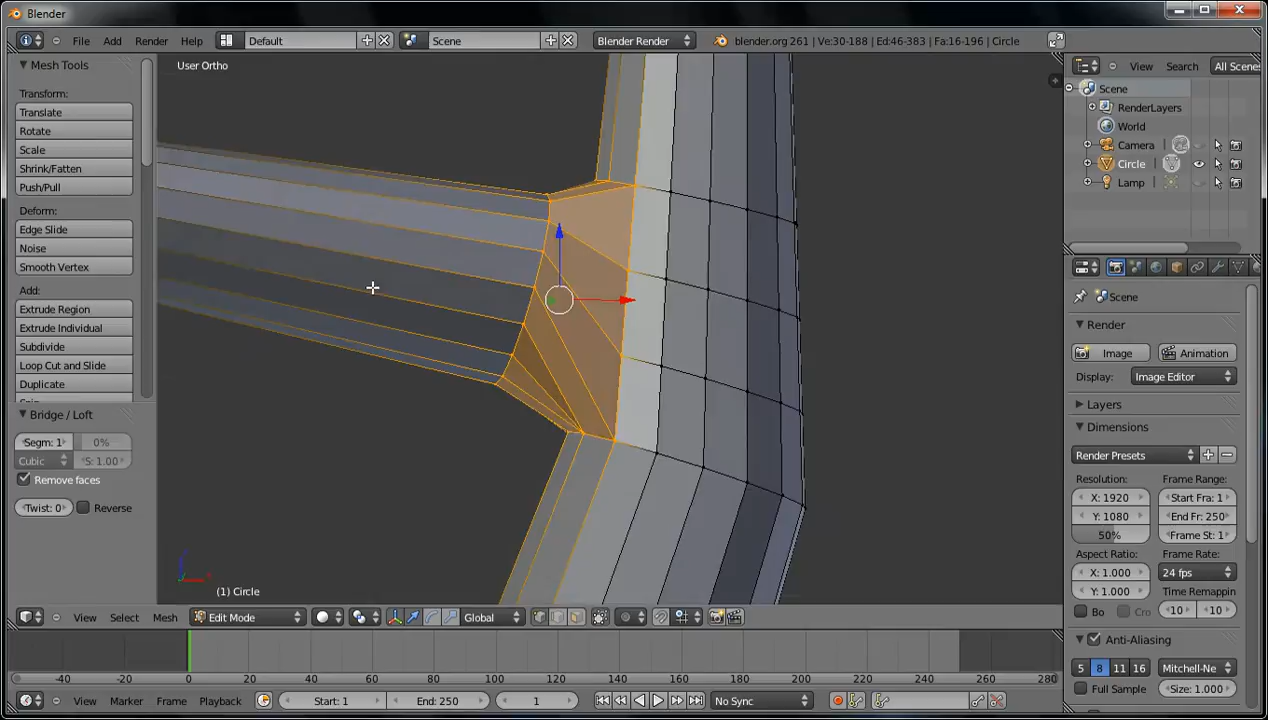 Blender
File Add Render Help Default Scene Blender Render blender.org 261 | Ve:30-188 | Ed:46-383 | Fa:16-196 | Circle
Mesh Tools
Transform:
Translate
Rotate
Scale
Shrink/Fatten
Push/Pull
Deform:
Edge Slide
Noise
Smooth Vertex
Add:
Extrude Region
Extrude Individual
Subdivide
Loop Cut and Slide
Duplicate
Bridge / Loft
Segm: 1 0%
Cubic S: 1.00
Remove faces
Twist: 0 Reverse
User Ortho
(1) Circle
View Select Mesh Edit Mode Global
-40 -20 0 20 40 60 80 100 120 140 160 180 200 220 240 260 280
View Marker Frame Playback Start: 1 End: 250 1 No Sync
View Search All Scene
Scene
RenderLayers
World
Camera
Circle
Lamp
Scene
Render
Image Animation
Display: Image Editor
Layers
Dimensions
Render Presets
Resolution: Frame Range:
X: 1920 Start Fra: 1
Y: 1080 End Fr: 250
50% Frame St: 1
Aspect Ratio: Frame Rate:
X: 1.000 24 fps
Y: 1.000 Time Remappin
Bo Cro 10 10
Anti-Aliasing
5 8 11 16 Mitchell-Ne
Full Sample Size: 1.000